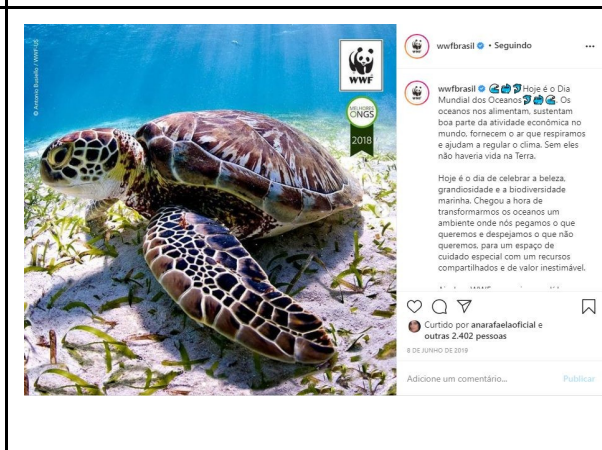 © Antonio Busiello / WWF-US
WWF
MELHORES
ONGS
2018
wwfbrasil • Seguindo
wwfbrasil Hoje é o Dia
Mundial dos Oceanos Os
oceanos nos alimentam, sustentam
boa parte da atividade econômica no
mundo, fornecem o ar que respiramos
e ajudam a regular o clima. Sem eles
não haveria vida na Terra.
Hoje é o dia de celebrar a beleza,
grandiosidade e a biodiversidade
marinha. Chegou a hora de
transformarmos os oceanos um
ambiente onde nós pegamos o que
queremos e despejamos o que não
queremos, para um espaço de
cuidado especial com um recursos
compartilhados e de valor inestimável.
Curtido por anarafaelaoficial e
outras 2.402 pessoas
8 DE JUNHO DE 2019
Adicione um comentário... Publicar